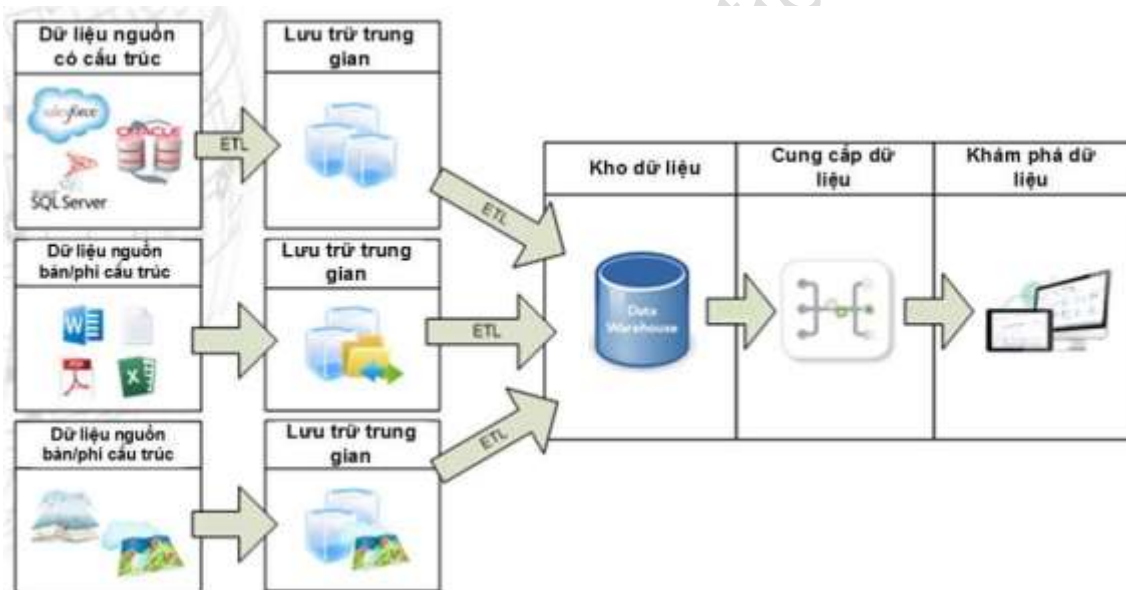 Dữ liệu nguồn
có cấu trúc
salesforce
ORACLE
SQL Server
ETL
Lưu trữ trung
gian
ETL
Dữ liệu nguồn
bán/phi cấu trúc
W
PDF
X
Lưu trữ trung
gian
ETL
Dữ liệu nguồn
bán/phi cấu trúc
Lưu trữ trung
gian
ETL
Kho dữ liệu
Data
Warehouse
Cung cấp dữ
liệu
Khám phá dữ
liệu